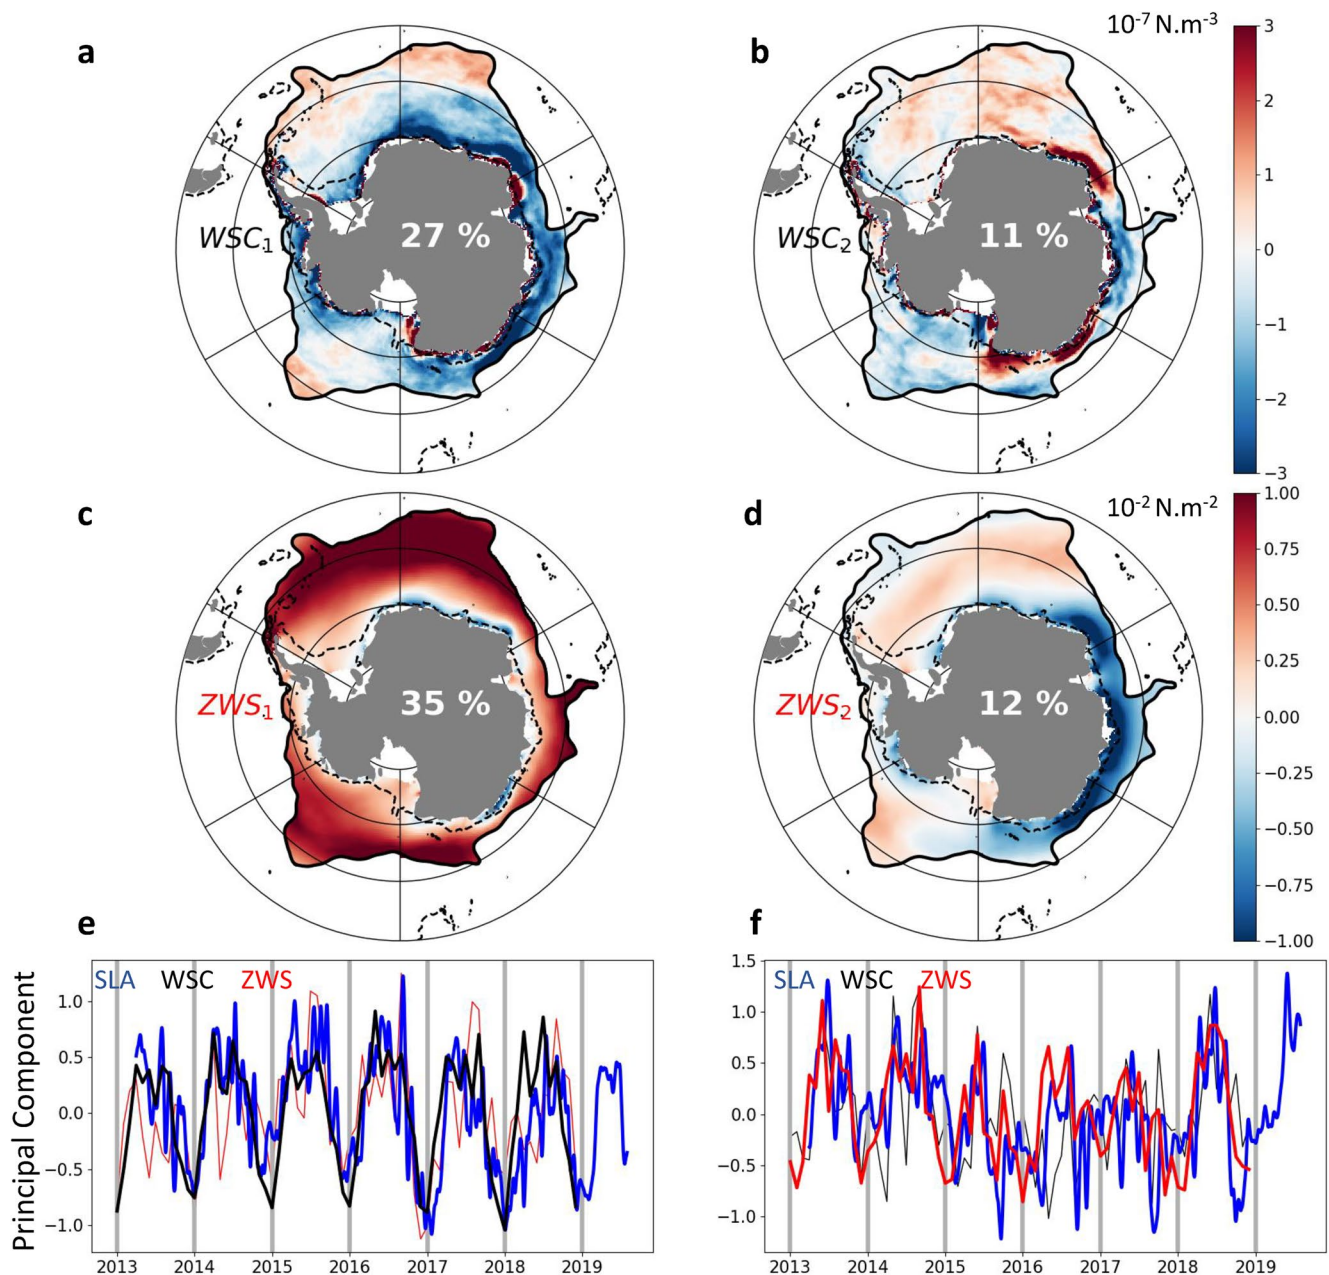 a
b
10⁻⁷ N.m⁻³
3
2
1
0
−1
−2
−3
WSC₁
27 %
WSC₂
11 %
c
d
10⁻² N.m⁻²
1.00
0.75
0.50
0.25
0.00
−0.25
−0.50
−0.75
−1.00
ZWS₁
35 %
ZWS₂
12 %
e
f
Principal Component
SLA WSC ZWS
1.0
0.5
0.0
−0.5
−1.0
2013 2014 2015 2016 2017 2018 2019
SLA WSC ZWS
1.5
1.0
0.5
0.0
−0.5
−1.0
2013 2014 2015 2016 2017 2018 2019